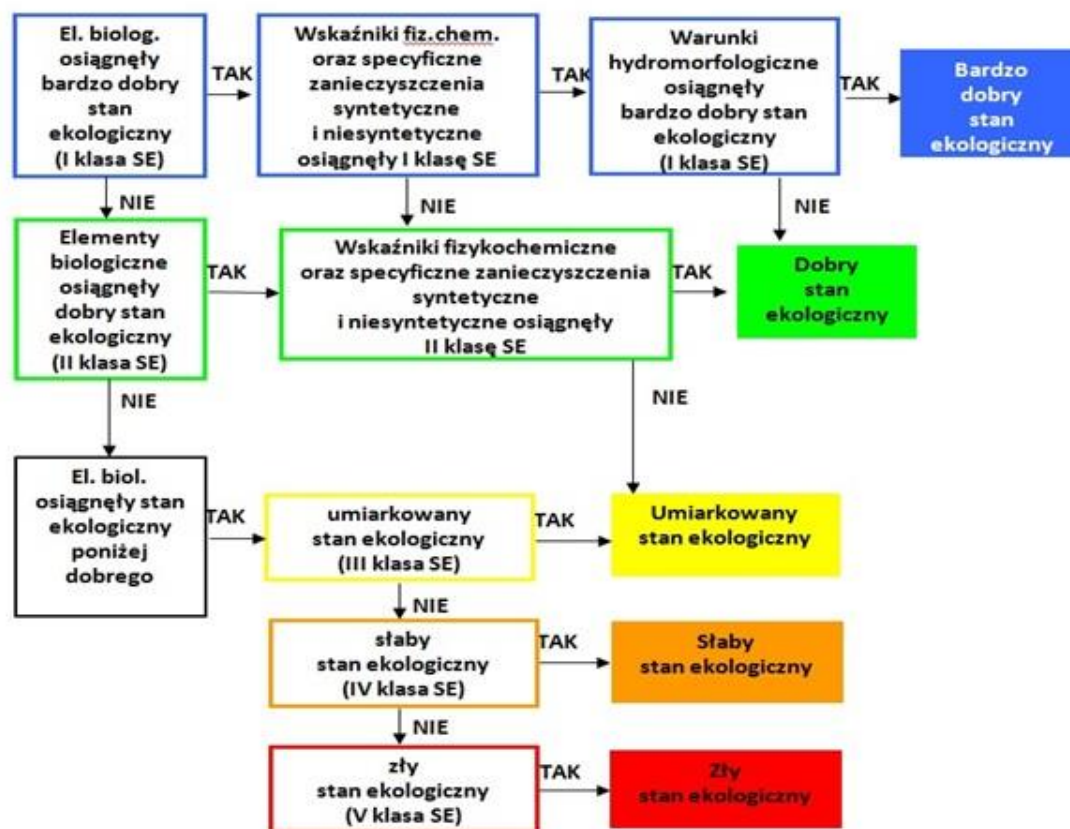 El. biolog.
osiągnęły
bardzo dobry
stan
ekologiczny
(I klasa SE)
TAK
Wskaźniki fiz.chem.
oraz specyficzne
zanieczyszczenia
syntetyczne
i niesyntetyczne
osiągnęły I klasę SE
TAK
Warunki
hydromorfologiczne
osiągnęły
bardzo dobry stan
ekologiczny
(I klasa SE)
TAK
Bardzo
dobry
stan
ekologiczny
NIE
NIE
NIE
Elementy
biologiczne
osiągnęły
dobry stan
ekologiczny
(II klasa SE)
TAK
Wskaźniki fizykochemiczne
oraz specyficzne zanieczyszczenia
syntetyczne
i niesyntetyczne osiągnęły
II klasę SE
TAK
Dobry
stan
ekologiczny
NIE
NIE
El. biol.
osiągnęły stan
ekologiczny
poniżej
dobrego
TAK
umiarkowany
stan ekologiczny
(III klasa SE)
TAK
Umiarkowany
stan ekologiczny
NIE
słaby
stan ekologiczny
(IV klasa SE)
TAK
Słaby
stan ekologiczny
NIE
zły
stan ekologiczny
(V klasa SE)
TAK
Zły
stan ekologiczny